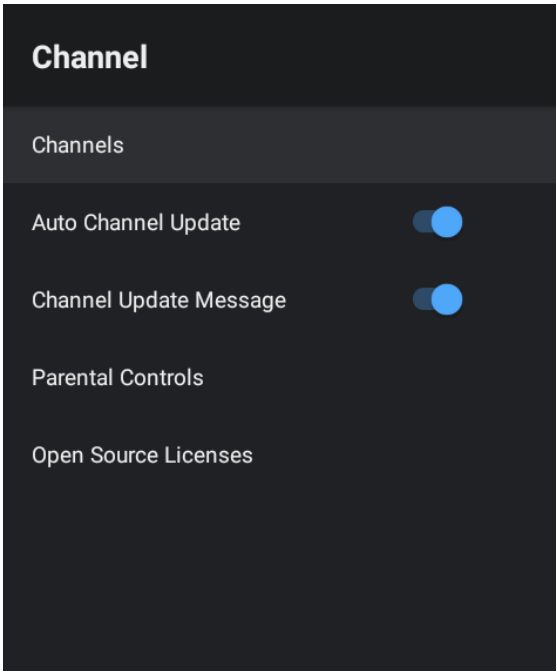 Channel
Channels
Auto Channel Update
Channel Update Message
Parental Controls
Open Source Licenses